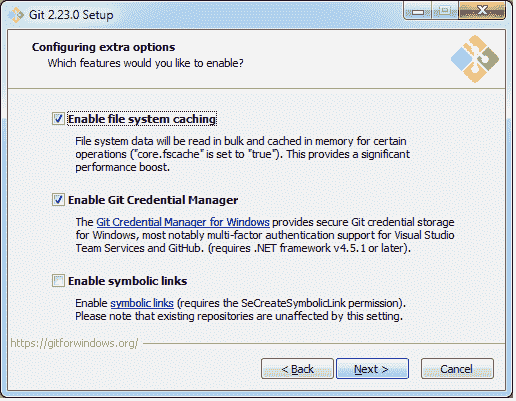 Git 2.23.0 Setup
Configuring extra options
Which features would you like to enable?
Enable file system caching
File system data will be read in bulk and cached in memory for certain
operations ("core.fscache" is set to "true"). This provides a significant
performance boost.
Enable Git Credential Manager
The Git Credential Manager for Windows provides secure Git credential storage
for Windows, most notably multi-factor authentication support for Visual Studio
Team Services and GitHub. (requires .NET framework v4.5.1 or later).
Enable symbolic links
Enable symbolic links (requires the SeCreateSymbolicLink permission).
Please note that existing repositories are unaffected by this setting.
https://gitforwindows.org/
< Back
Next >
Cancel